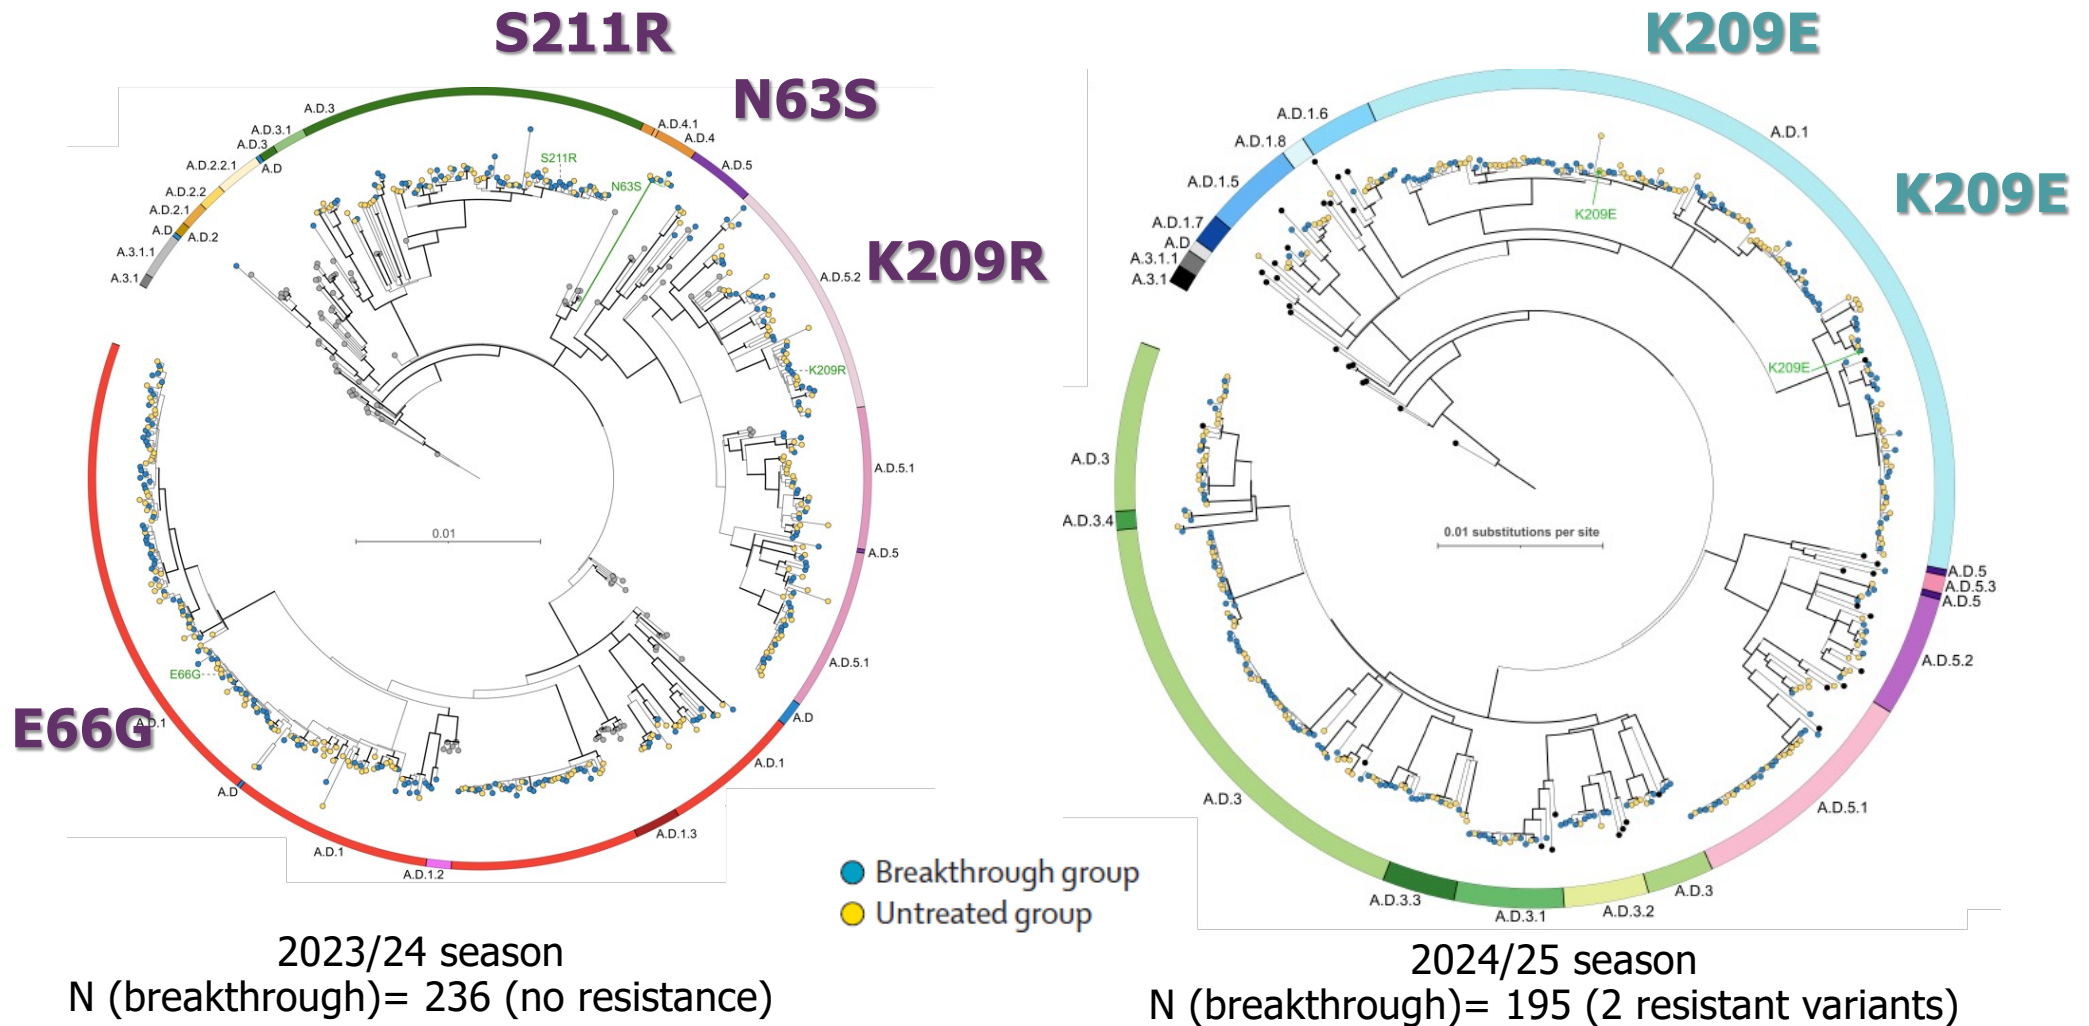 S211R
N63S
K209R
E66G
A.D.3
A.D.3.1
A.D.3
A.D
A.D.2.2.1
A.D.2.2
A.D.2.1
A.D
A.D.2
A.3.1.1
A.3.1
A.D.4.1
A.D.4
A.D.5
A.D.5.2
A.D.5.1
A.D.5
A.D.5.1
A.D
A.D.1
A.D.1.3
A.D.1.2
A.D.1
A.D
A.D.1
S211R
N63S
K209R
E66G
0.01
2023/24 season
N (breakthrough)= 236 (no resistance)
Breakthrough group
Untreated group
K209E
K209E
A.D.1.6
A.D.1.8
A.D.1.5
A.D.1.7
A.D
A.3.1.1
A.3.1
A.D.1
A.D.5
A.D.5.3
A.D.5
A.D.5.2
A.D.5.1
A.D.3
A.D.3.2
A.D.3.1
A.D.3.3
A.D.3
A.D.3.4
A.D.3
K209E
K209E
0.01 substitutions per site
2024/25 season
N (breakthrough)= 195 (2 resistant variants)